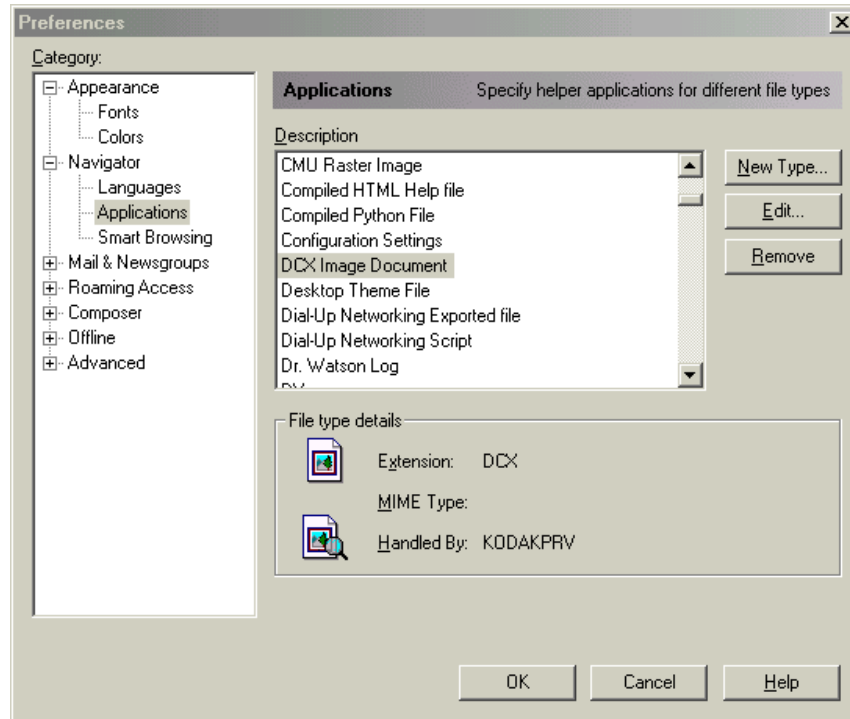 Preferences
Category:
Appearance
Fonts
Colors
Navigator
Languages
Applications
Smart Browsing
Mail & Newsgroups
Roaming Access
Composer
Offline
Advanced
Applications Specify helper applications for different file types
Description
CMU Raster Image
Compiled HTML Help file
Compiled Python File
Configuration Settings
DCX Image Document
Desktop Theme File
Dial-Up Networking Exported file
Dial-Up Networking Script
Dr. Watson Log
New Type...
Edit...
Remove
File type details
Extension: DCX
MIME Type:
Handled By: KODAKPRV
OK Cancel Help